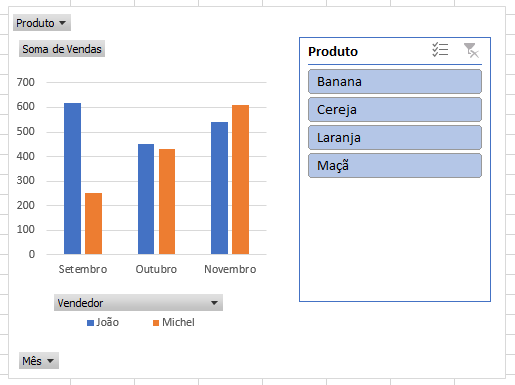 Produto
Soma de Vendas
700
600
500
400
300
200
100
0
Setembro Outubro Novembro
Vendedor
João Michel
Mês
Produto
Banana
Cereja
Laranja
Maçã